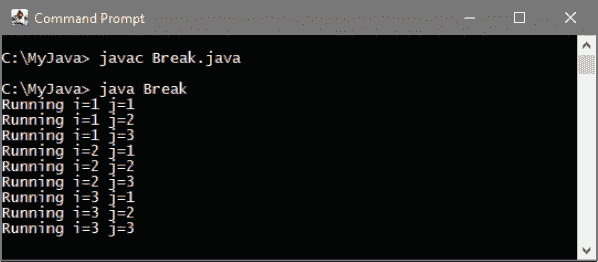 Command Prompt
C:\MyJava> javac Break.java
C:\MyJava> java Break
Running i=1 j=1
Running i=1 j=2
Running i=1 j=3
Running i=2 j=1
Running i=2 j=2
Running i=2 j=3
Running i=3 j=1
Running i=3 j=2
Running i=3 j=3